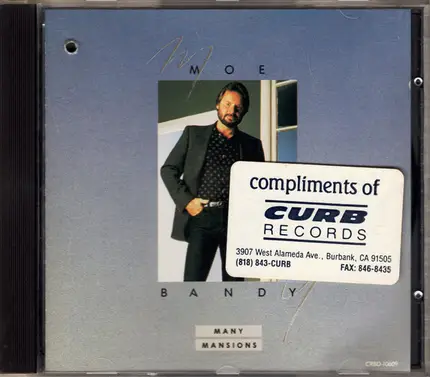 MOE
compliments of
CURB
RECORDS
3907 West Alameda Ave., Burbank, CA 91505
(818) 843-CURB FAX: 846-8435
BANDY
MANY
MANSIONS